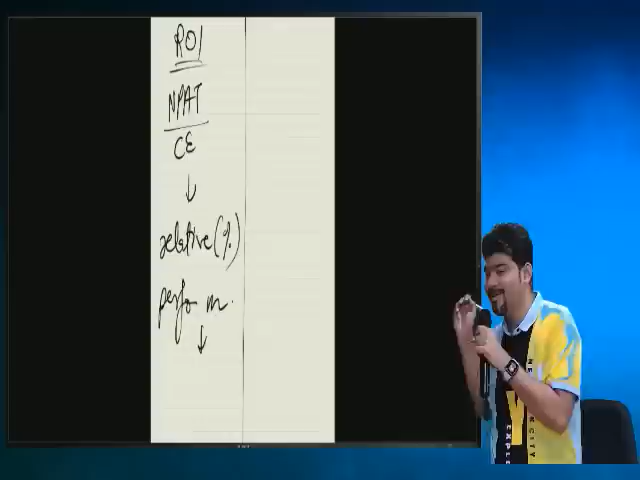 ROI
NPAT
CE
↓
relative (%)
perfo m.
↓